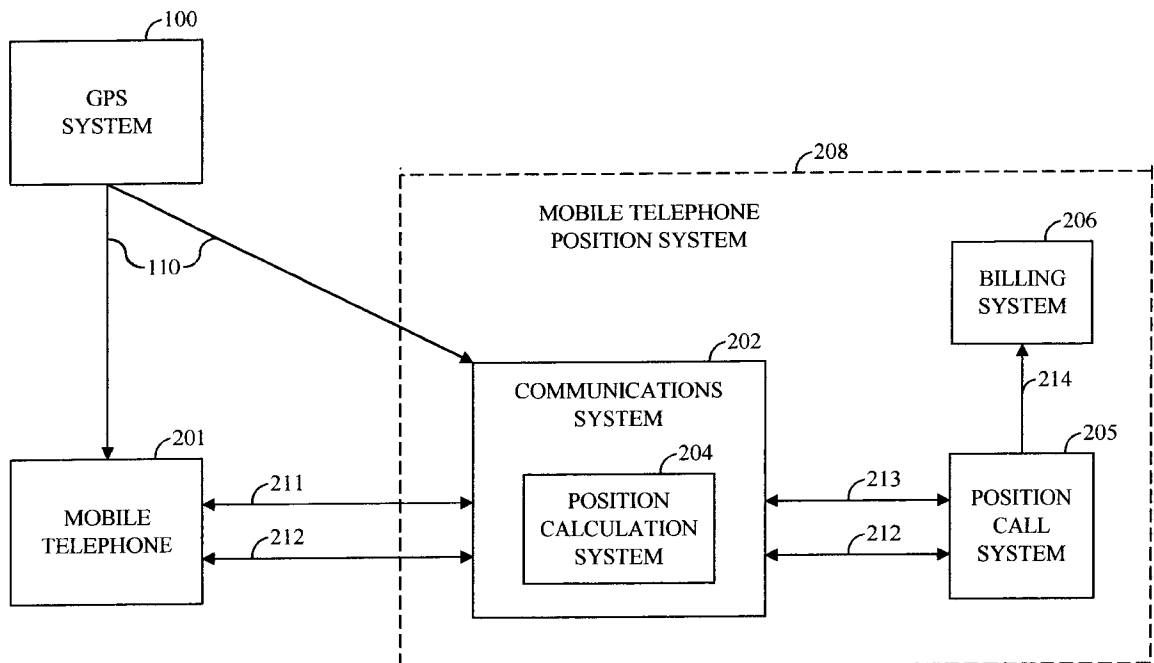 100
GPS
SYSTEM
208
MOBILE TELEPHONE
POSITION SYSTEM
110
206
BILLING
SYSTEM
202
COMMUNICATIONS
SYSTEM
214
201
MOBILE
TELEPHONE
211
212
204
POSITION
CALCULATION
SYSTEM
213
212
205
POSITION
CALL
SYSTEM